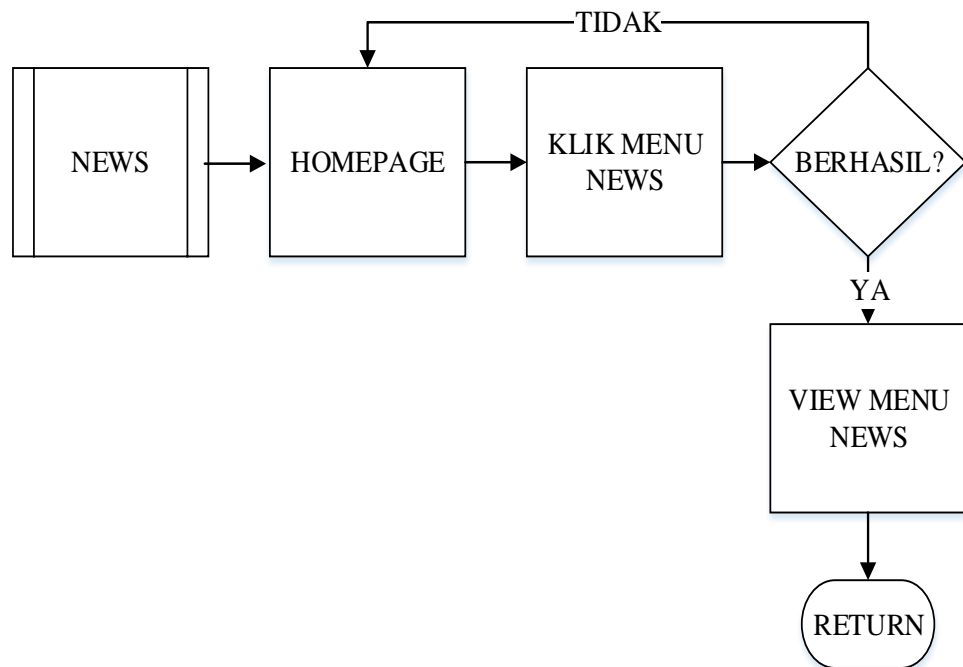 TIDAK
NEWS
HOMEPAGE
KLIK MENU
NEWS
BERHASIL?
YA
VIEW MENU
NEWS
RETURN